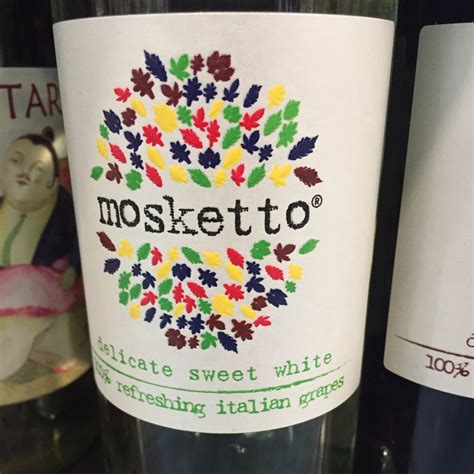 TAR
mosketto®
delicate sweet white
100% refreshing italian grapes
100%